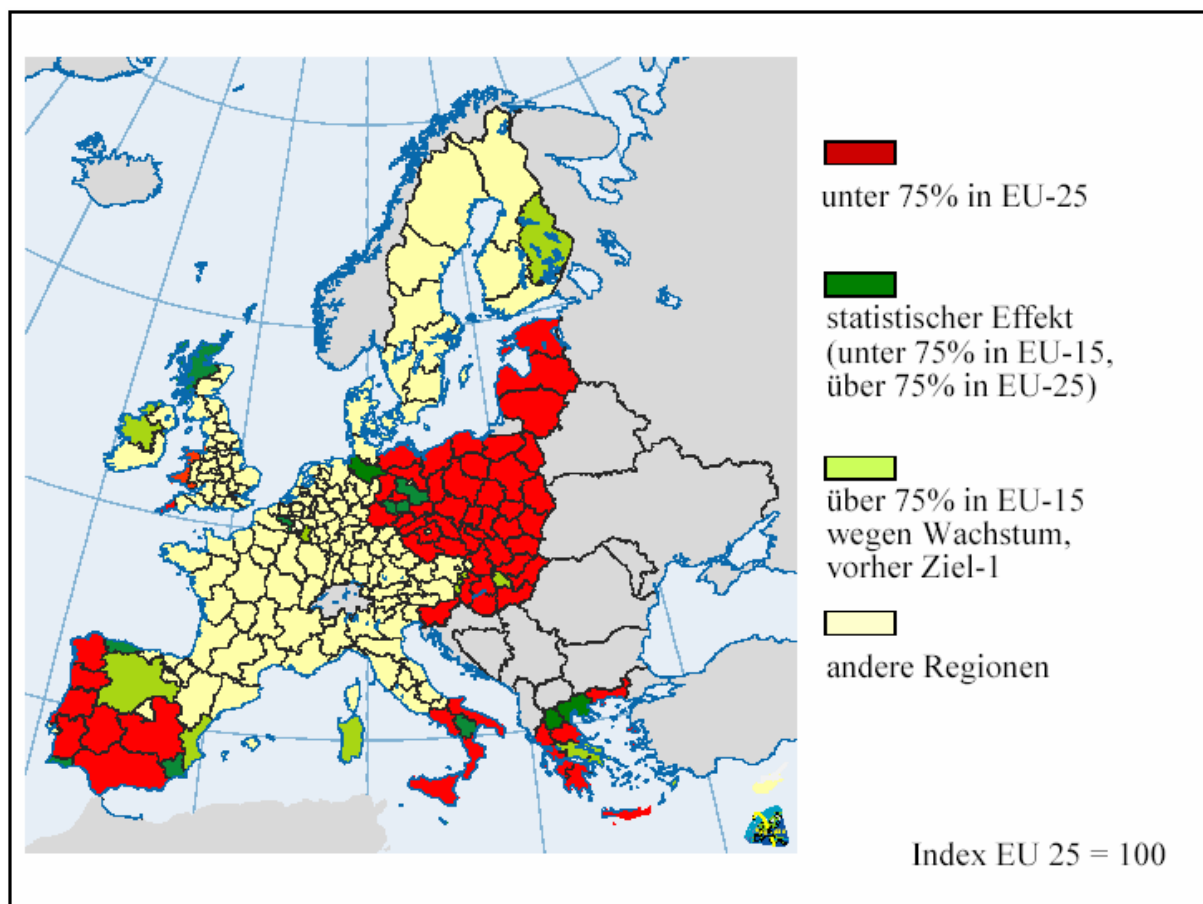 unter 75% in EU-25
statistischer Effekt
(unter 75% in EU-15,
über 75% in EU-25)
über 75% in EU-15
wegen Wachstum,
vorher Ziel-1
andere Regionen
Index EU 25 = 100